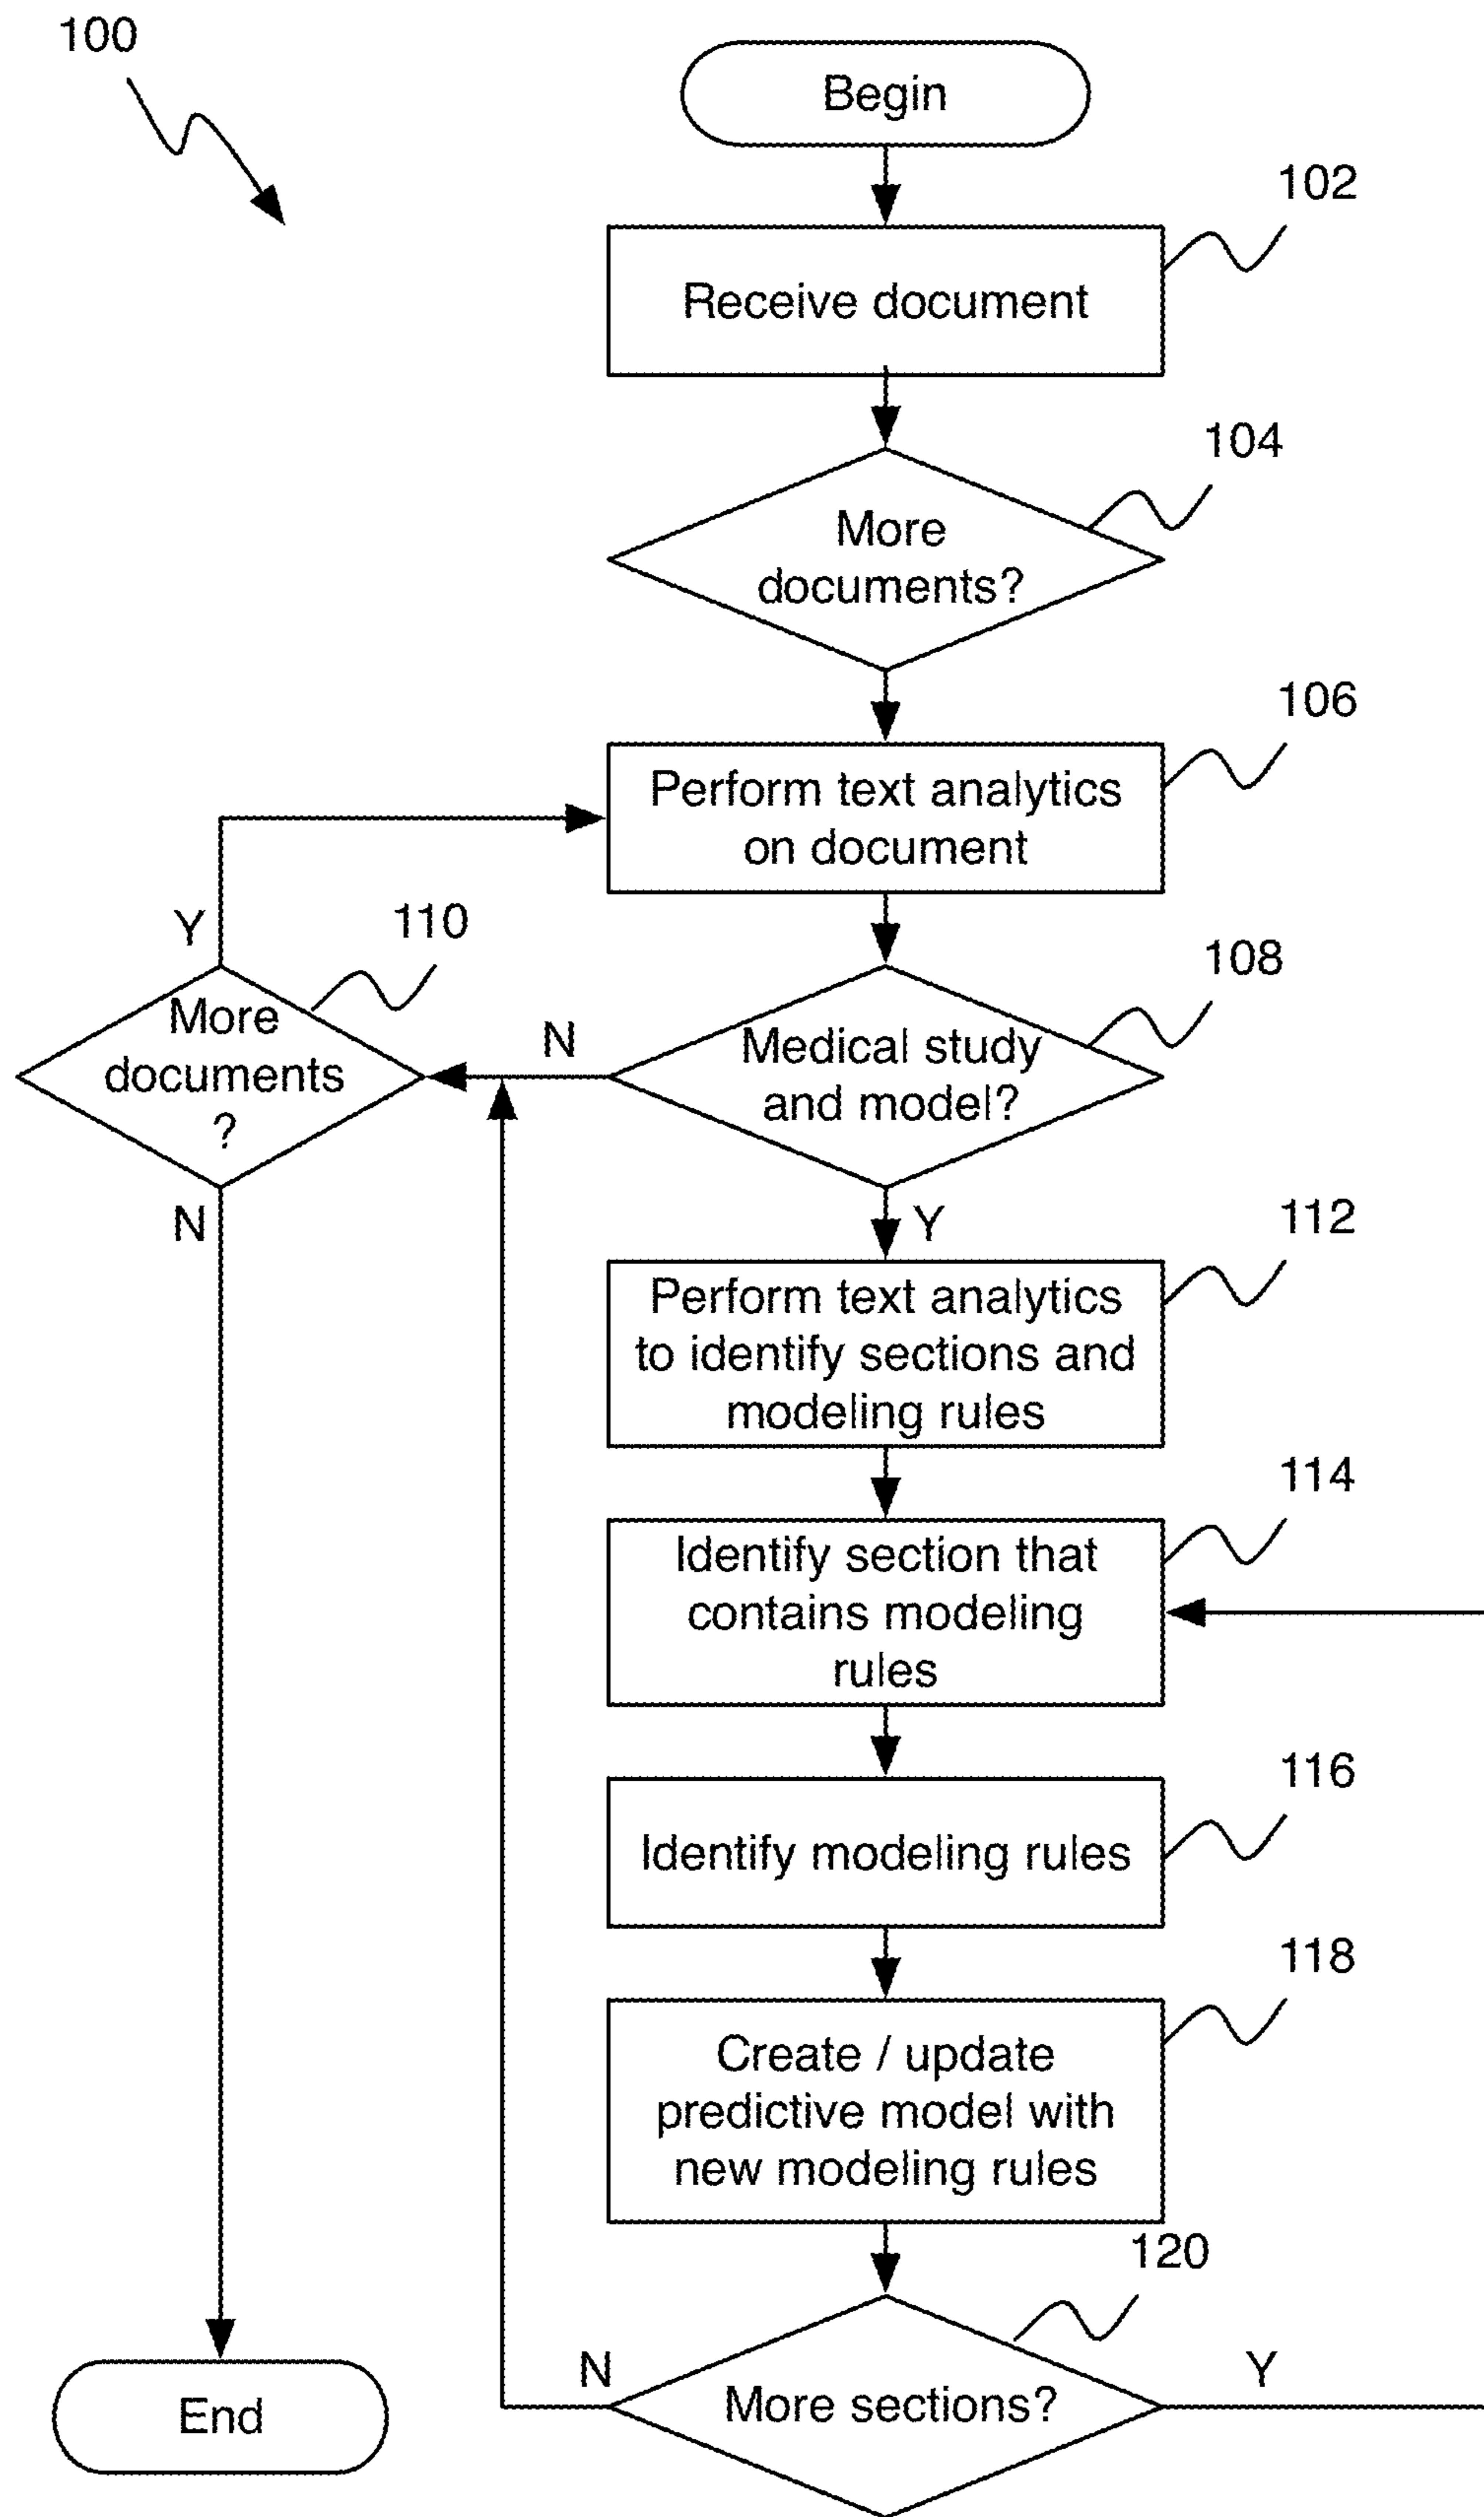 100
Begin
102
Receive document
104
More
documents?
106
Perform text analytics
on document
Y
110
More
documents
?
N
108
Medical study
and model?
N
Y
112
Perform text analytics
to identify sections and
modeling rules
114
Identify section that
contains modeling
rules
116
Identify modeling rules
118
Create / update
predictive model with
new modeling rules
120
N
More sections?
Y
End